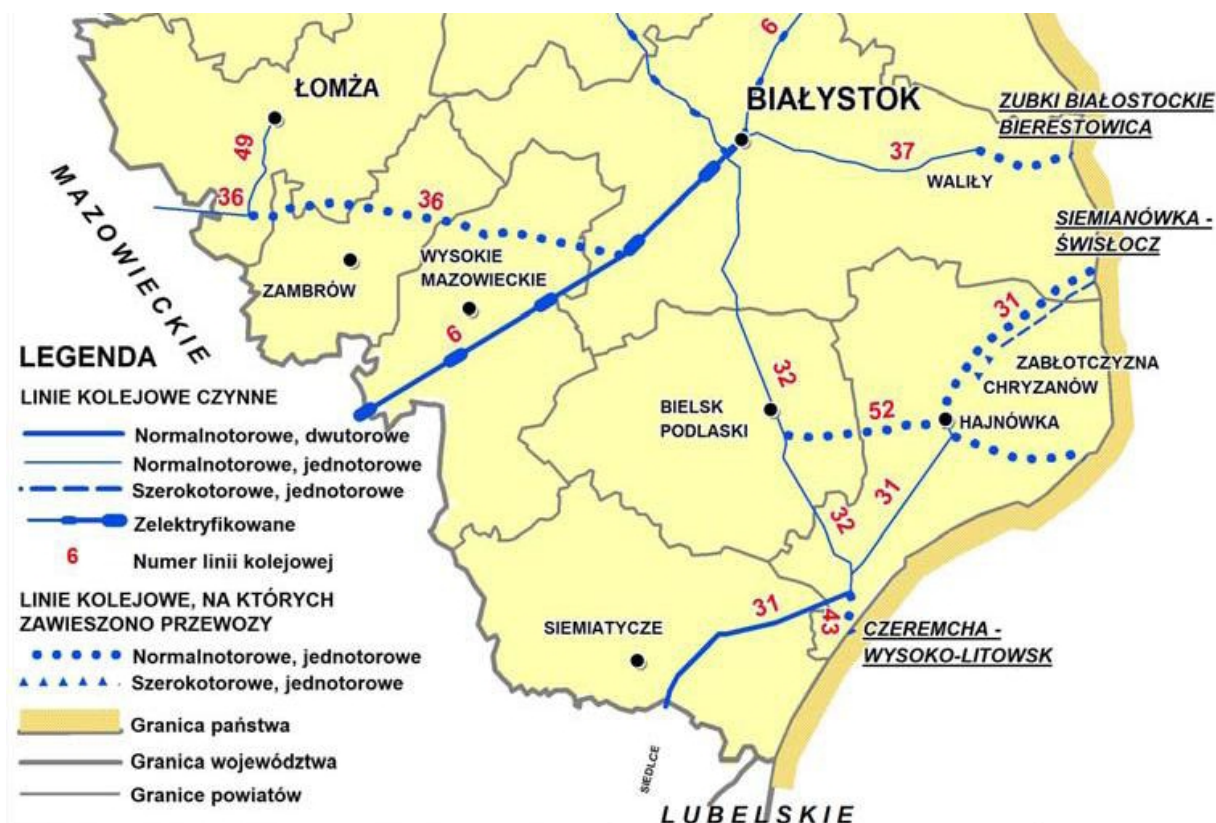 6
ŁOMŻA
BIAŁYSTOK
ZUBKI BIAŁOSTOCKIE
BIERESTOWICA
49
37
WALIŁY
MAZOWIECKIE
36
36
SIEMIANÓWKA -
ŚWISŁOCZ
WYSOKIE
MAZOWIECKIE
ZAMBRÓW
31
6
ZABŁOTCZYZNA
CHRYZANÓW
32
BIELSK
PODLASKI
52
HAJNÓWKA
31
32
31
SIEMIATYCZE
43
CZEREMCHA -
WYSOKO-LITOWSK
SIEDLCE
LUBELSKIE
LEGENDA
LINIE KOLEJOWE CZYNNE
Normalnotorowe, dwutorowe
Normalnotorowe, jednotorowe
Szerokotorowe, jednotorowe
Zelektryfikowane
6 Numer linii kolejowej
LINIE KOLEJOWE, NA KTÓRYCH
ZAWIESZONO PRZEWOZY
Normalnotorowe, jednotorowe
Szerokotorowe, jednotorowe
Granica państwa
Granica województwa
Granice powiatów